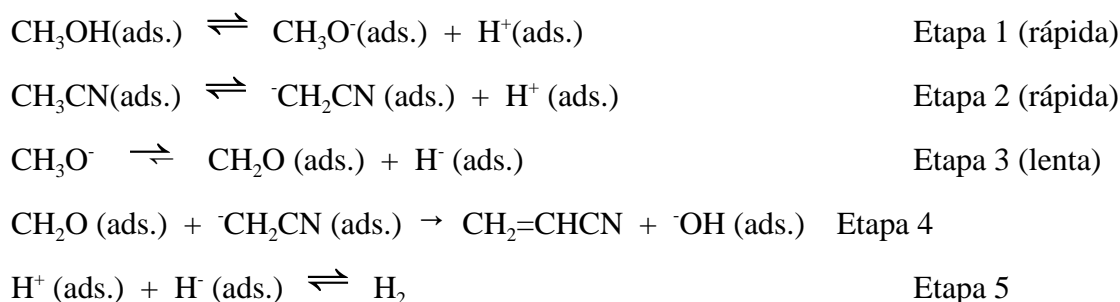 CH₃OH(ads.) ⇌ CH₃O⁻(ads.) + H⁺(ads.) Etapa 1 (rápida)
CH₃CN(ads.) ⇌ ⁻CH₂CN (ads.) + H⁺ (ads.) Etapa 2 (rápida)
CH₃O⁻ ⇌ CH₂O (ads.) + H⁻ (ads.) Etapa 3 (lenta)
CH₂O (ads.) + ⁻CH₂CN (ads.) → CH₂=CHCN + ⁻OH (ads.) Etapa 4
H⁺ (ads.) + H⁻ (ads.) ⇌ H₂ Etapa 5